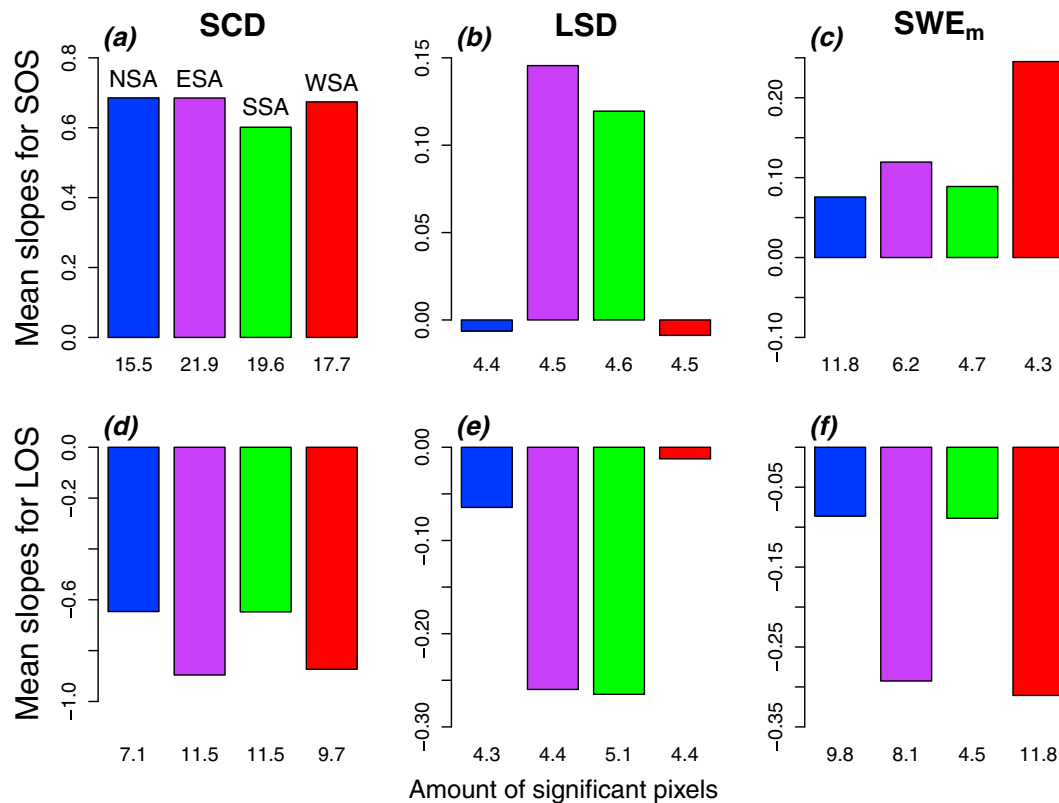 SCD
LSD
SWEm
(a)
(b)
(c)
Mean slopes for SOS
0.8
0.6
0.4
0.2
0.0
NSA
ESA
SSA
WSA
15.5 21.9 19.6 17.7
0.15
0.10
0.05
0.00
4.4 4.5 4.6 4.5
0.20
0.10
0.00
−0.10
11.8 6.2 4.7 4.3
(d)
(e)
(f)
Mean slopes for LOS
0.0
−0.2
−0.6
−1.0
7.1 11.5 11.5 9.7
0.00
−0.10
−0.20
−0.30
4.3 4.4 5.1 4.4
−0.05
−0.15
−0.25
−0.35
9.8 8.1 4.5 11.8
Amount of significant pixels